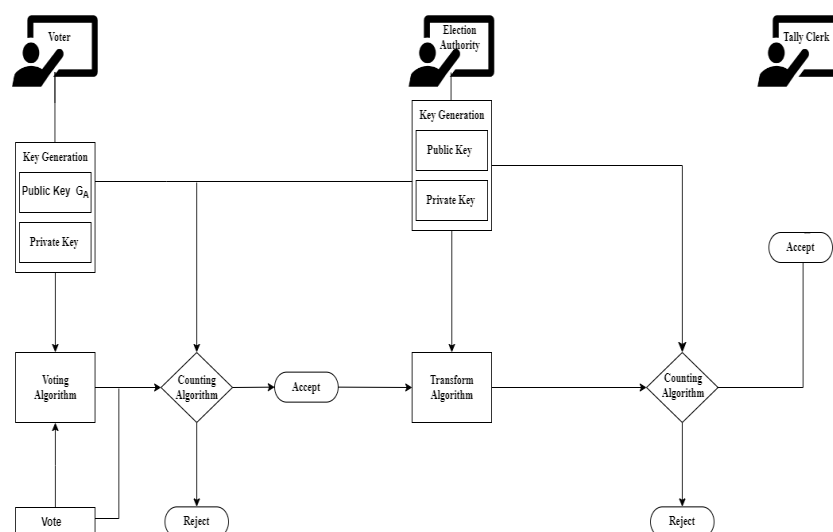 Voter
Election
Authority
Tally Clerk
Key Generation
Public Key
Private Key
Key Generation
Public Key G_A
Private Key
Accept
Voting
Algorithm
Counting
Algorithm
Accept
Transform
Algorithm
Counting
Algorithm
Vote
Reject
Reject